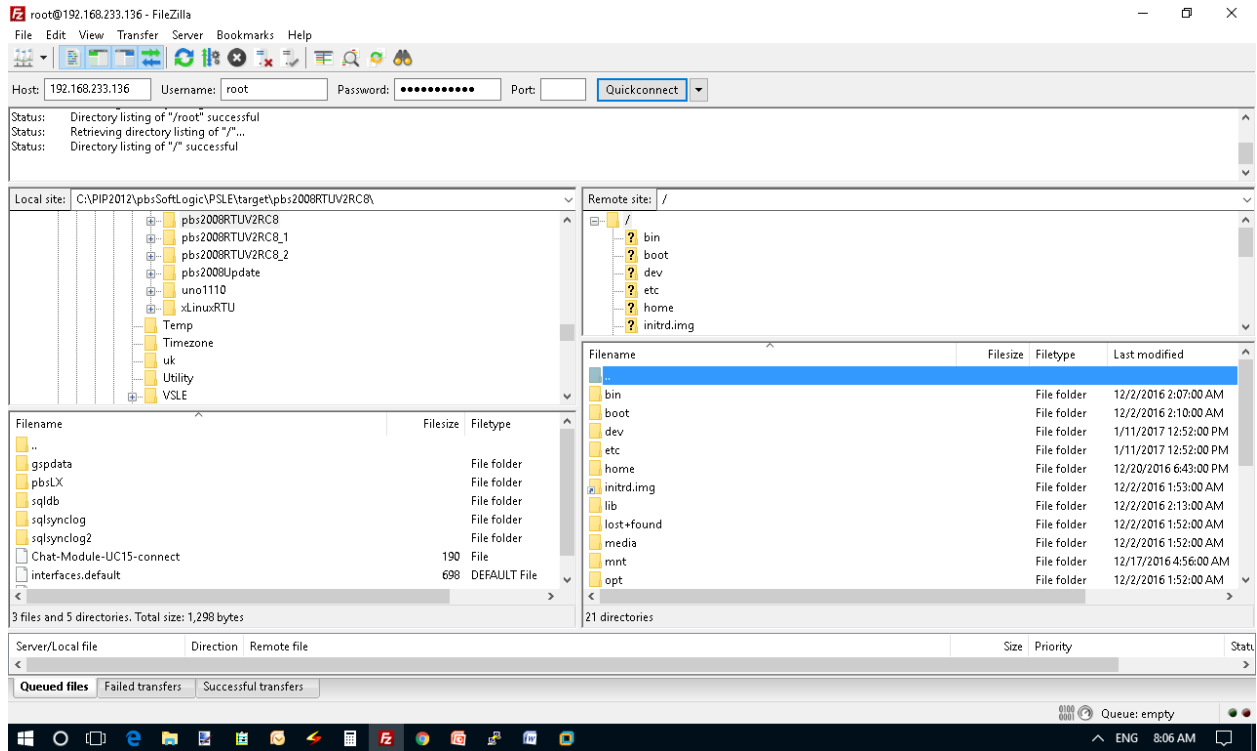 root@192.168.233.136 - FileZilla
File Edit View Transfer Server Bookmarks Help
Host: 192.168.233.136 Username: root Password: ●●●●●●●●●●● Port: Quickconnect
Status: Directory listing of "/root" successful
Status: Retrieving directory listing of "/"...
Status: Directory listing of "/" successful
Local site: C:\PIP2012\pbsSoftLogic\PSLE\target\pbs2008RTUV2RC8\
pbs2008RTUV2RC8
pbs2008RTUV2RC8_1
pbs2008RTUV2RC8_2
pbs2008Update
uno1110
xLinuxRTU
Temp
Timezone
uk
Utility
VSLE
Remote site: /
/
? bin
? boot
? dev
? etc
? home
? initrd.img
Filename Filesize Filetype
..
gspdata File folder
pbsLX File folder
sqldb File folder
sqlsynclog File folder
sqlsynclog2 File folder
Chat-Module-UC15-connect 190 File
interfaces.default 698 DEFAULT File
3 files and 5 directories. Total size: 1,298 bytes
Filename Filesize Filetype Last modified
..
bin File folder 12/2/2016 2:07:00 AM
boot File folder 12/2/2016 2:10:00 AM
dev File folder 1/11/2017 12:52:00 PM
etc File folder 1/11/2017 12:52:00 PM
home File folder 12/20/2016 6:43:00 PM
initrd.img File folder 12/2/2016 1:53:00 AM
lib File folder 12/2/2016 2:13:00 AM
lost+found File folder 12/2/2016 1:52:00 AM
media File folder 12/2/2016 1:52:00 AM
mnt File folder 12/17/2016 4:56:00 AM
opt File folder 12/2/2016 1:52:00 AM
21 directories
Server/Local file Direction Remote file Size Priority Statu
Queued files Failed transfers Successful transfers
Queue: empty
ENG 8:06 AM